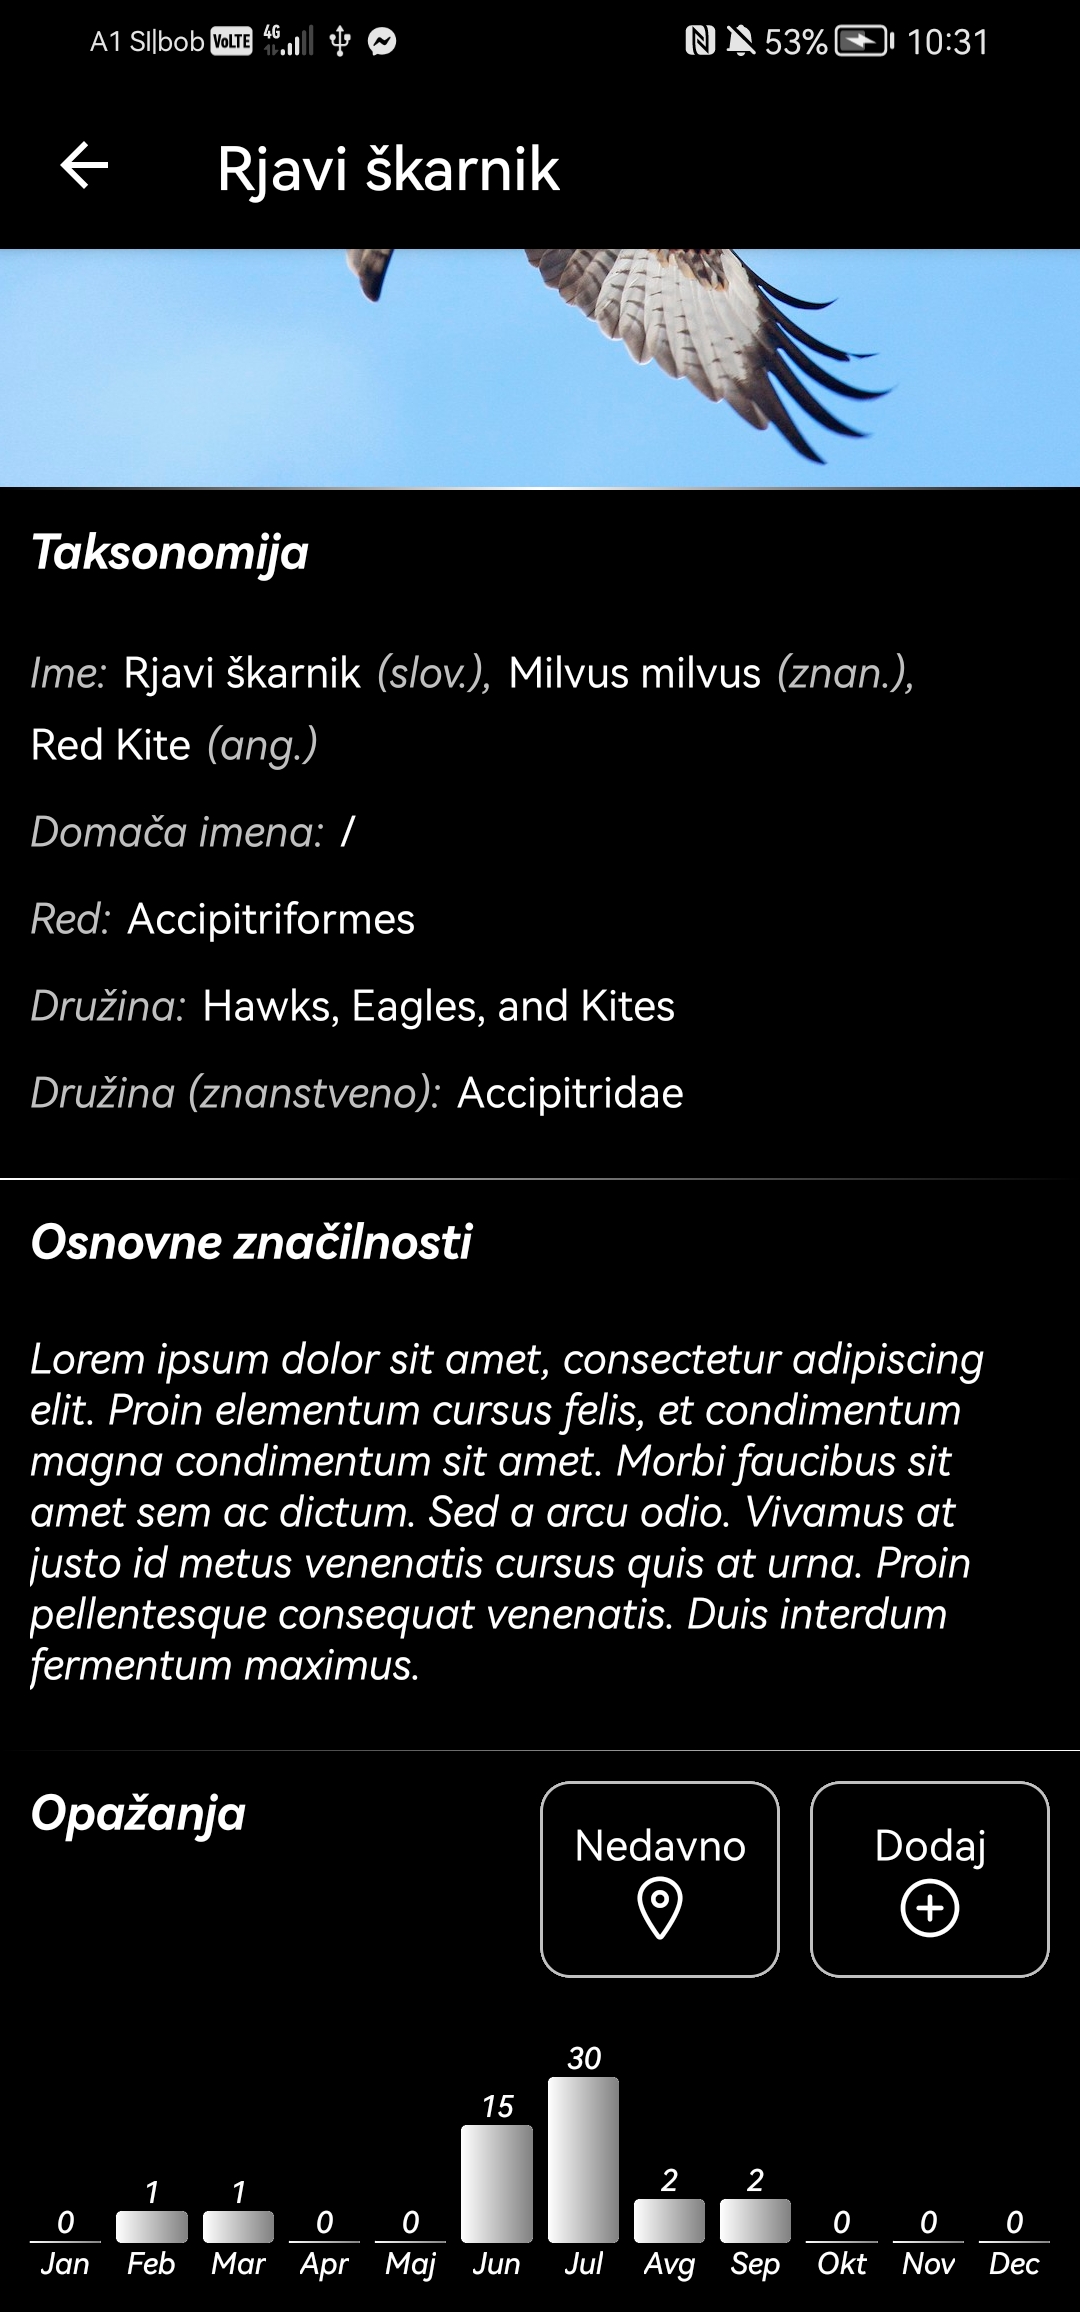 A1 SI|bob VoLTE 4G 53% 10:31
Rjavi škarnik
Taksonomija
Ime: Rjavi škarnik (slov.), Milvus milvus (znan.),
Red Kite (ang.)
Domača imena: /
Red: Accipitriformes
Družina: Hawks, Eagles, and Kites
Družina (znanstveno): Accipitridae
Osnovne značilnosti
Lorem ipsum dolor sit amet, consectetur adipiscing
elit. Proin elementum cursus felis, et condimentum
magna condimentum sit amet. Morbi faucibus sit
amet sem ac dictum. Sed a arcu odio. Vivamus at
justo id metus venenatis cursus quis at urna. Proin
pellentesque consequat venenatis. Duis interdum
fermentum maximus.
Opažanja
Nedavno
Dodaj
0 1 1 0 0 15 30 2 2 0 0 0
Jan Feb Mar Apr Maj Jun Jul Avg Sep Okt Nov Dec